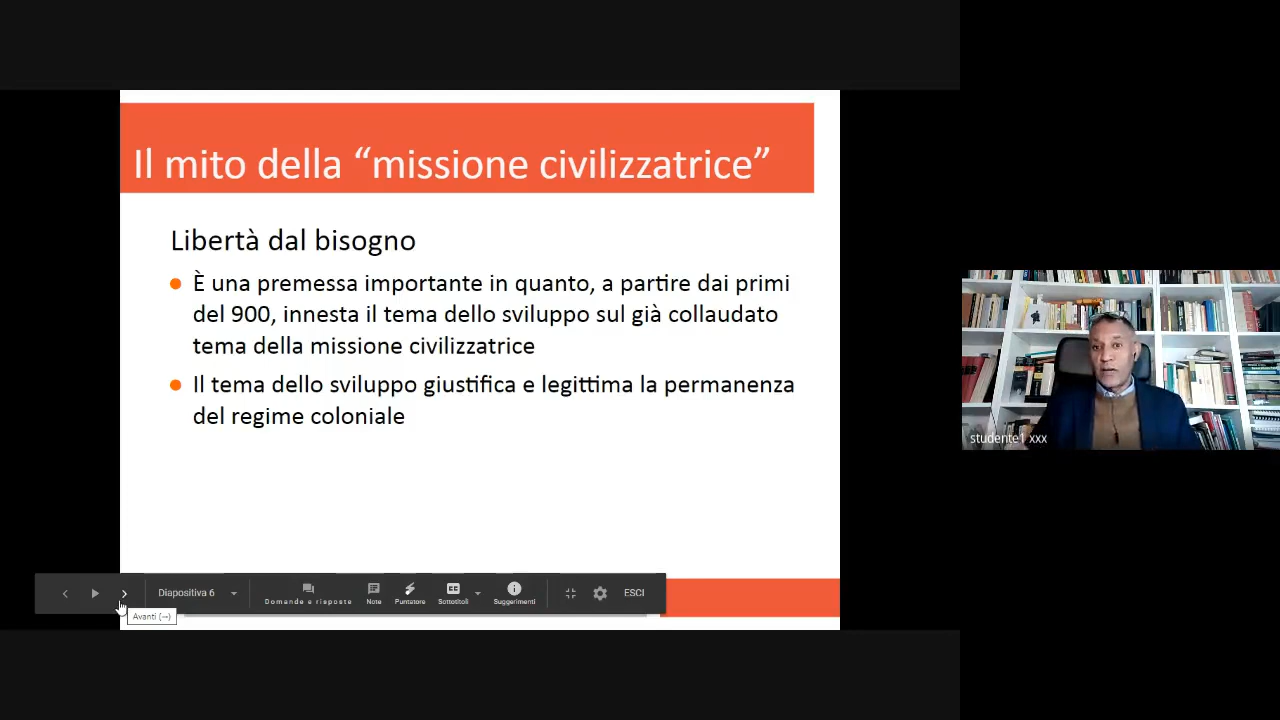 Il mito della “missione civilizzatrice”
Libertà dal bisogno
È una premessa importante in quanto, a partire dai primi
del 900, innesta il tema dello sviluppo sul già collaudato
tema della missione civilizzatrice
Il tema dello sviluppo giustifica e legittima la permanenza
del regime coloniale
studente1 xxx
Diapositiva 6
Domande e risposte
Note
Puntatore
Sottotitoli
Suggerimenti
ESCI
Avanti (→)